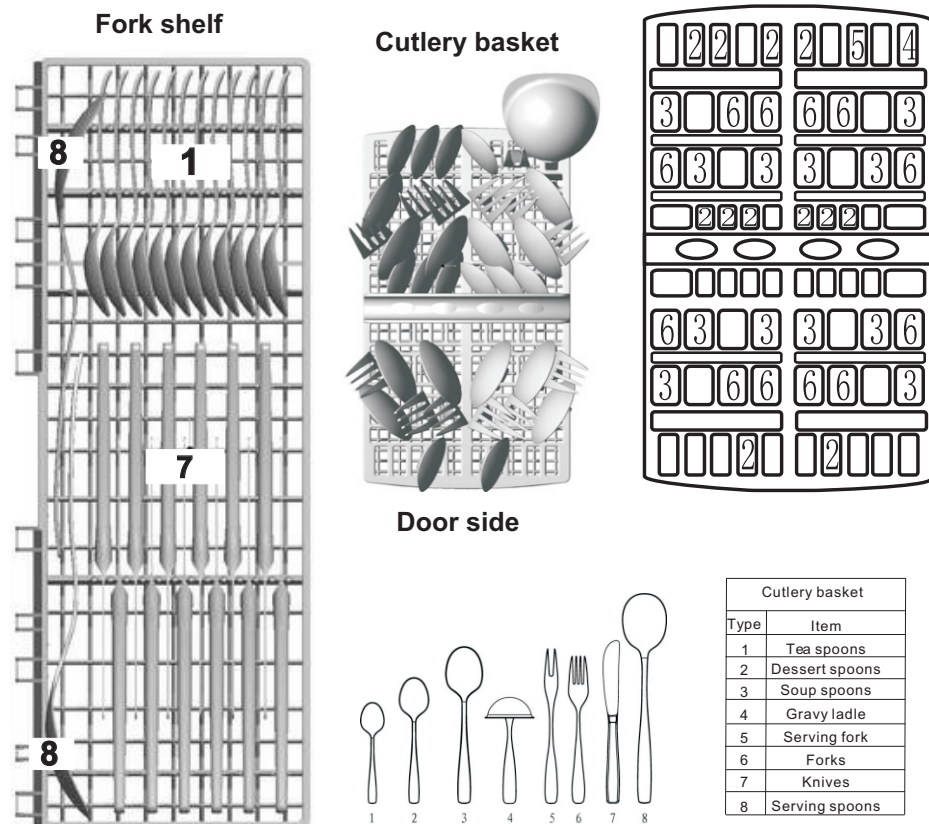 Fork shelf
Cutlery basket
8
1
7
8
Door side
2 2 2 2 5 4
3 6 6 6 6 3
6 3 3 3 3 6
2 2 2 2 2 2
6 3 3 3 3 6
3 6 6 6 6 3
2 2
1 2 3 4 5 6 7 8
Cutlery basket
Type Item
1 Tea spoons
2 Dessert spoons
3 Soup spoons
4 Gravy ladle
5 Serving fork
6 Forks
7 Knives
8 Serving spoons